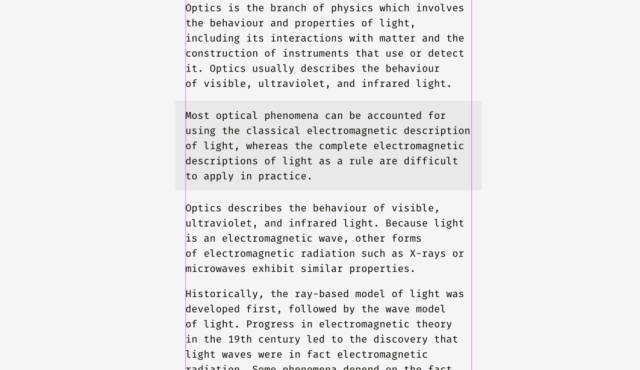 Optics is the branch of physics which involves
the behaviour and properties of light,
including its interactions with matter and the
construction of instruments that use or detect
it. Optics usually describes the behaviour
of visible, ultraviolet, and infrared light.
Most optical phenomena can be accounted for
using the classical electromagnetic description
of light, whereas the complete electromagnetic
descriptions of light as a rule are difficult
to apply in practice.
Optics describes the behaviour of visible,
ultraviolet, and infrared light. Because light
is an electromagnetic wave, other forms
of electromagnetic radiation such as X-rays or
microwaves exhibit similar properties.
Historically, the ray-based model of light was
developed first, followed by the wave model
of light. Progress in electromagnetic theory
in the 19th century led to the discovery that
light waves were in fact electromagnetic
radiation. Some phenomena depend on the fact